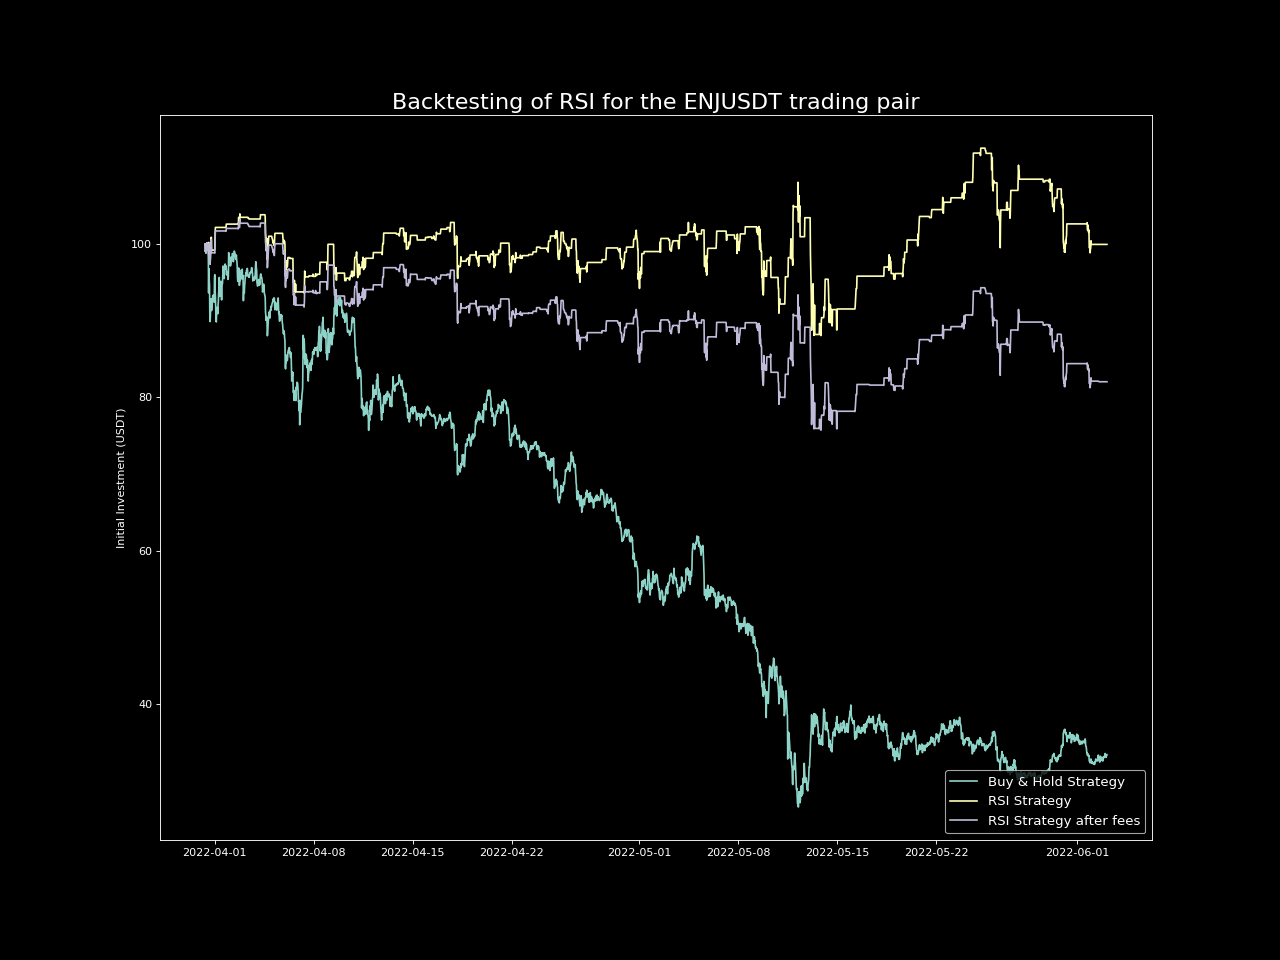 Backtesting of RSI for the ENJUSDT trading pair
Initial Investment (USDT)
100
80
60
40
Buy & Hold Strategy
RSI Strategy
RSI Strategy after fees
2022-04-01 2022-04-08 2022-04-15 2022-04-22 2022-05-01 2022-05-08 2022-05-15 2022-05-22 2022-06-01